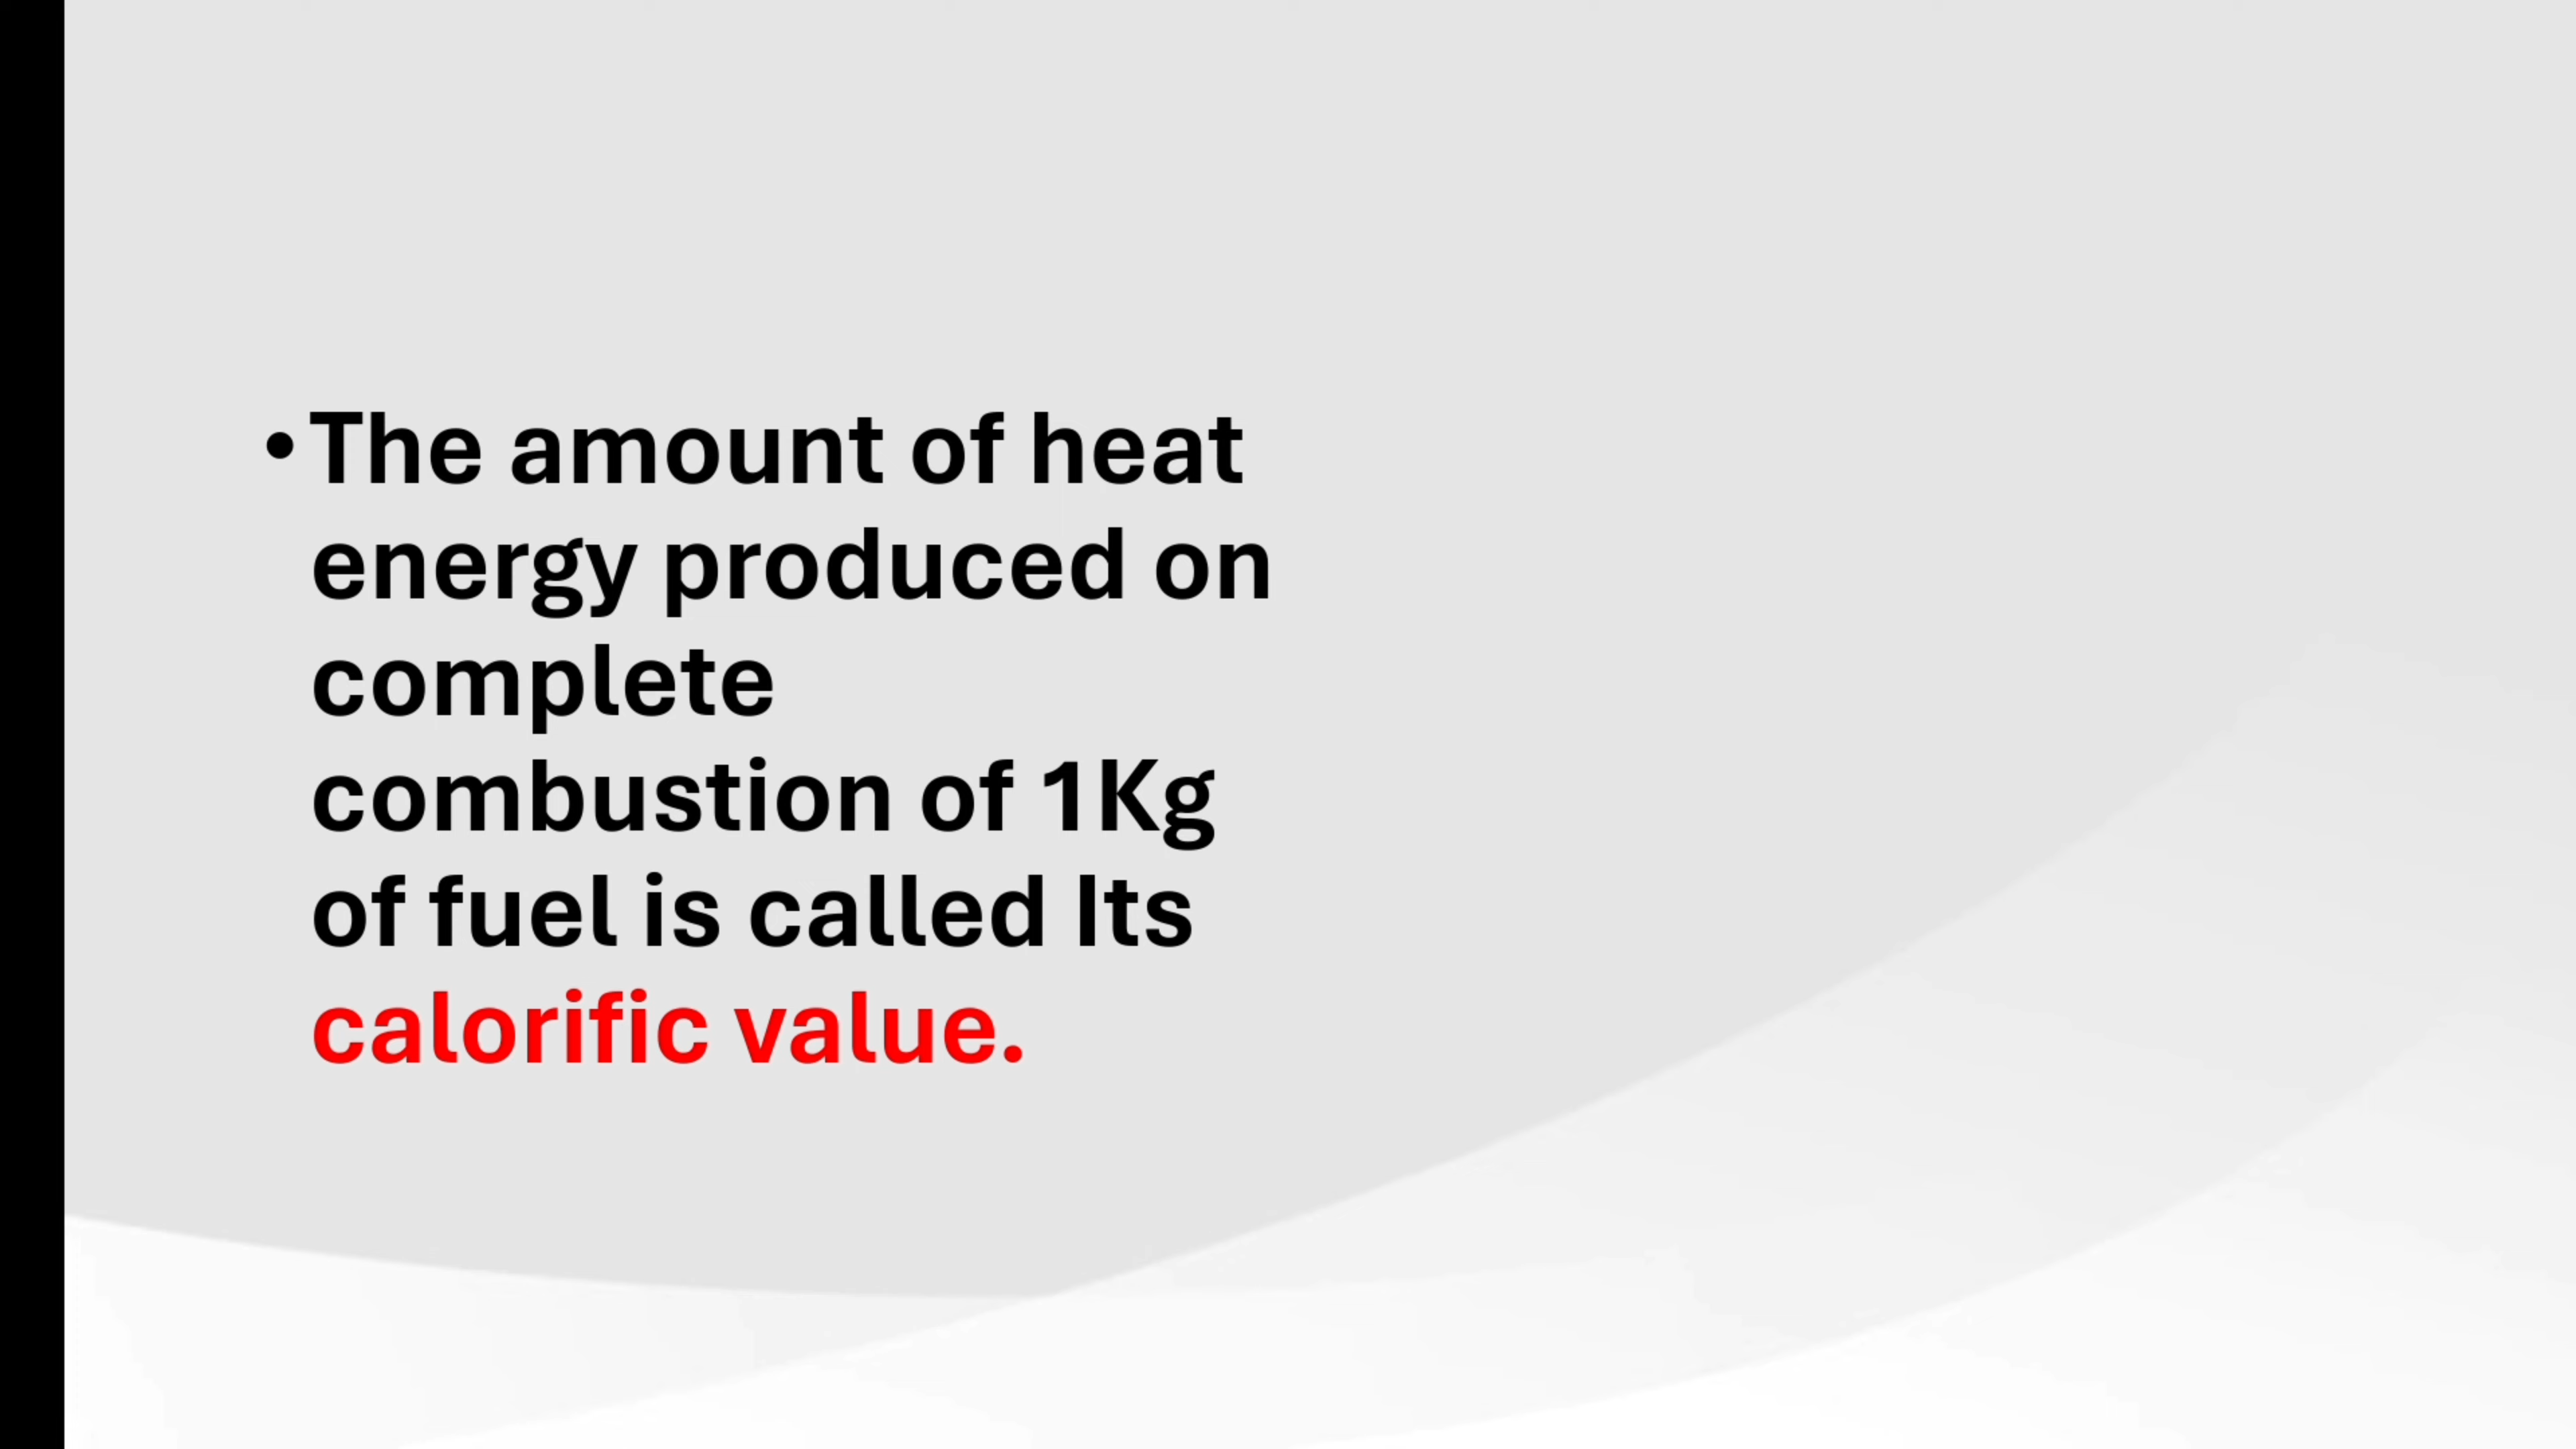 • The amount of heat
energy produced on
complete
combustion of 1Kg
of fuel is called Its
calorific value.